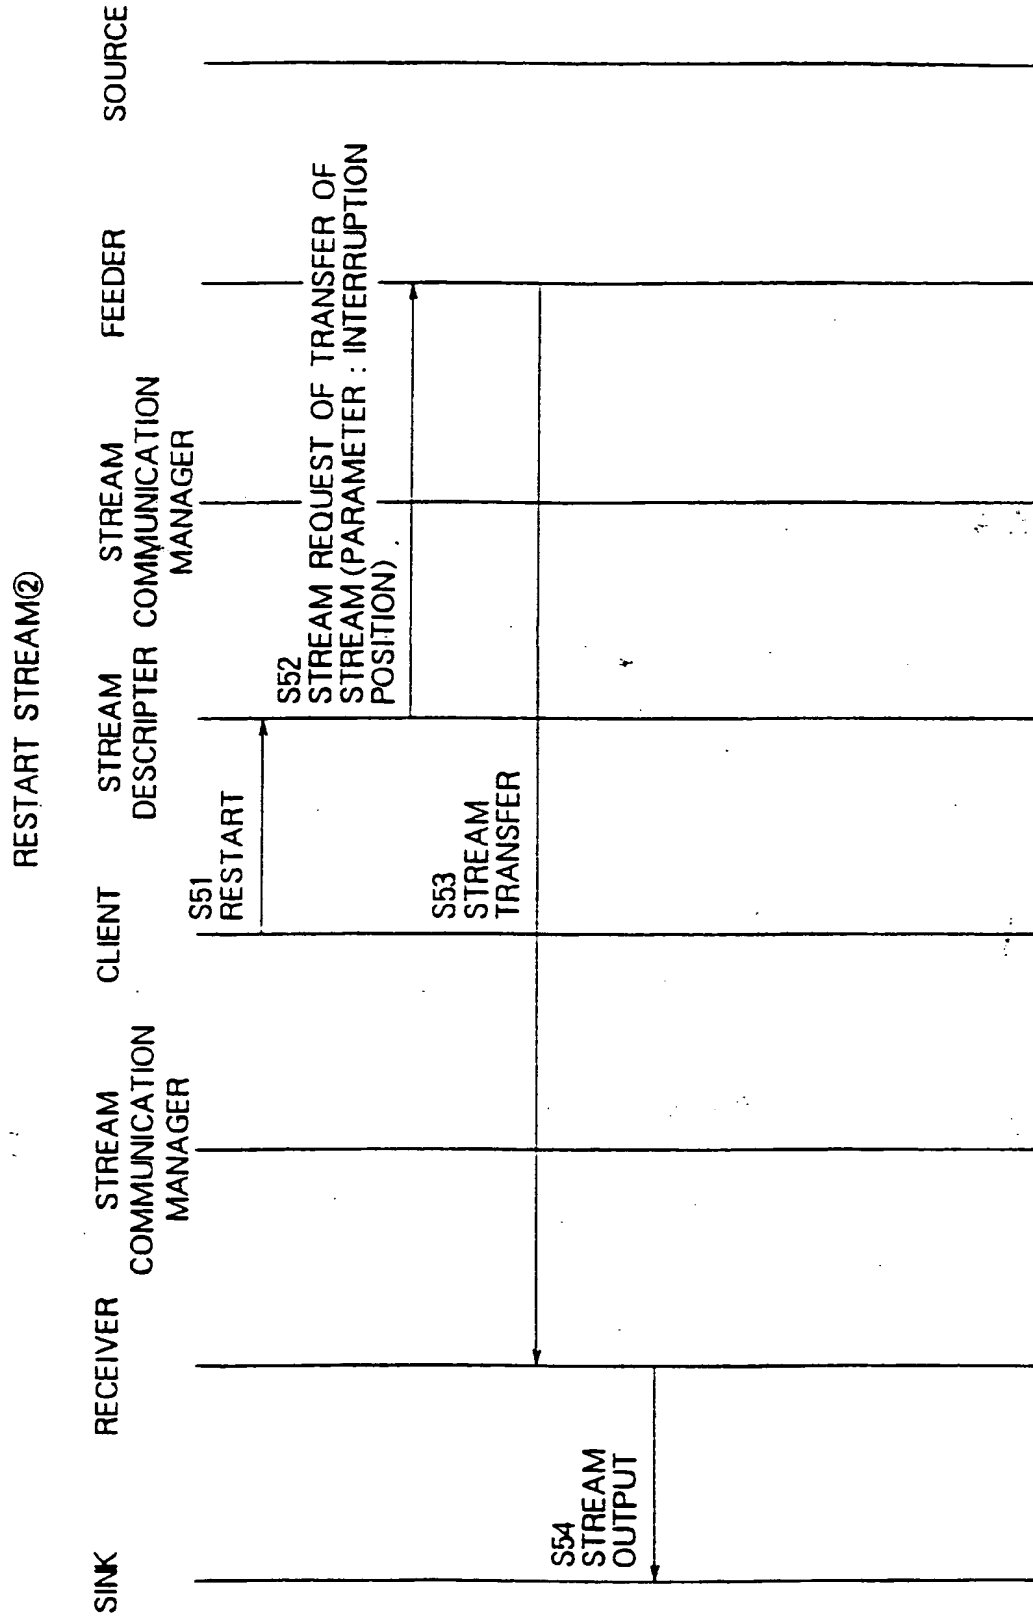 RESTART STREAM②
SINK
RECEIVER
STREAM
COMMUNICATION
MANAGER
CLIENT
STREAM
DESCRIPTER
STREAM
COMMUNICATION
MANAGER
FEEDER
SOURCE
S51
RESTART
S52
STREAM REQUEST OF TRANSFER OF
STREAM (PARAMETER : INTERRUPTION
POSITION)
S53
STREAM
TRANSFER
S54
STREAM
OUTPUT